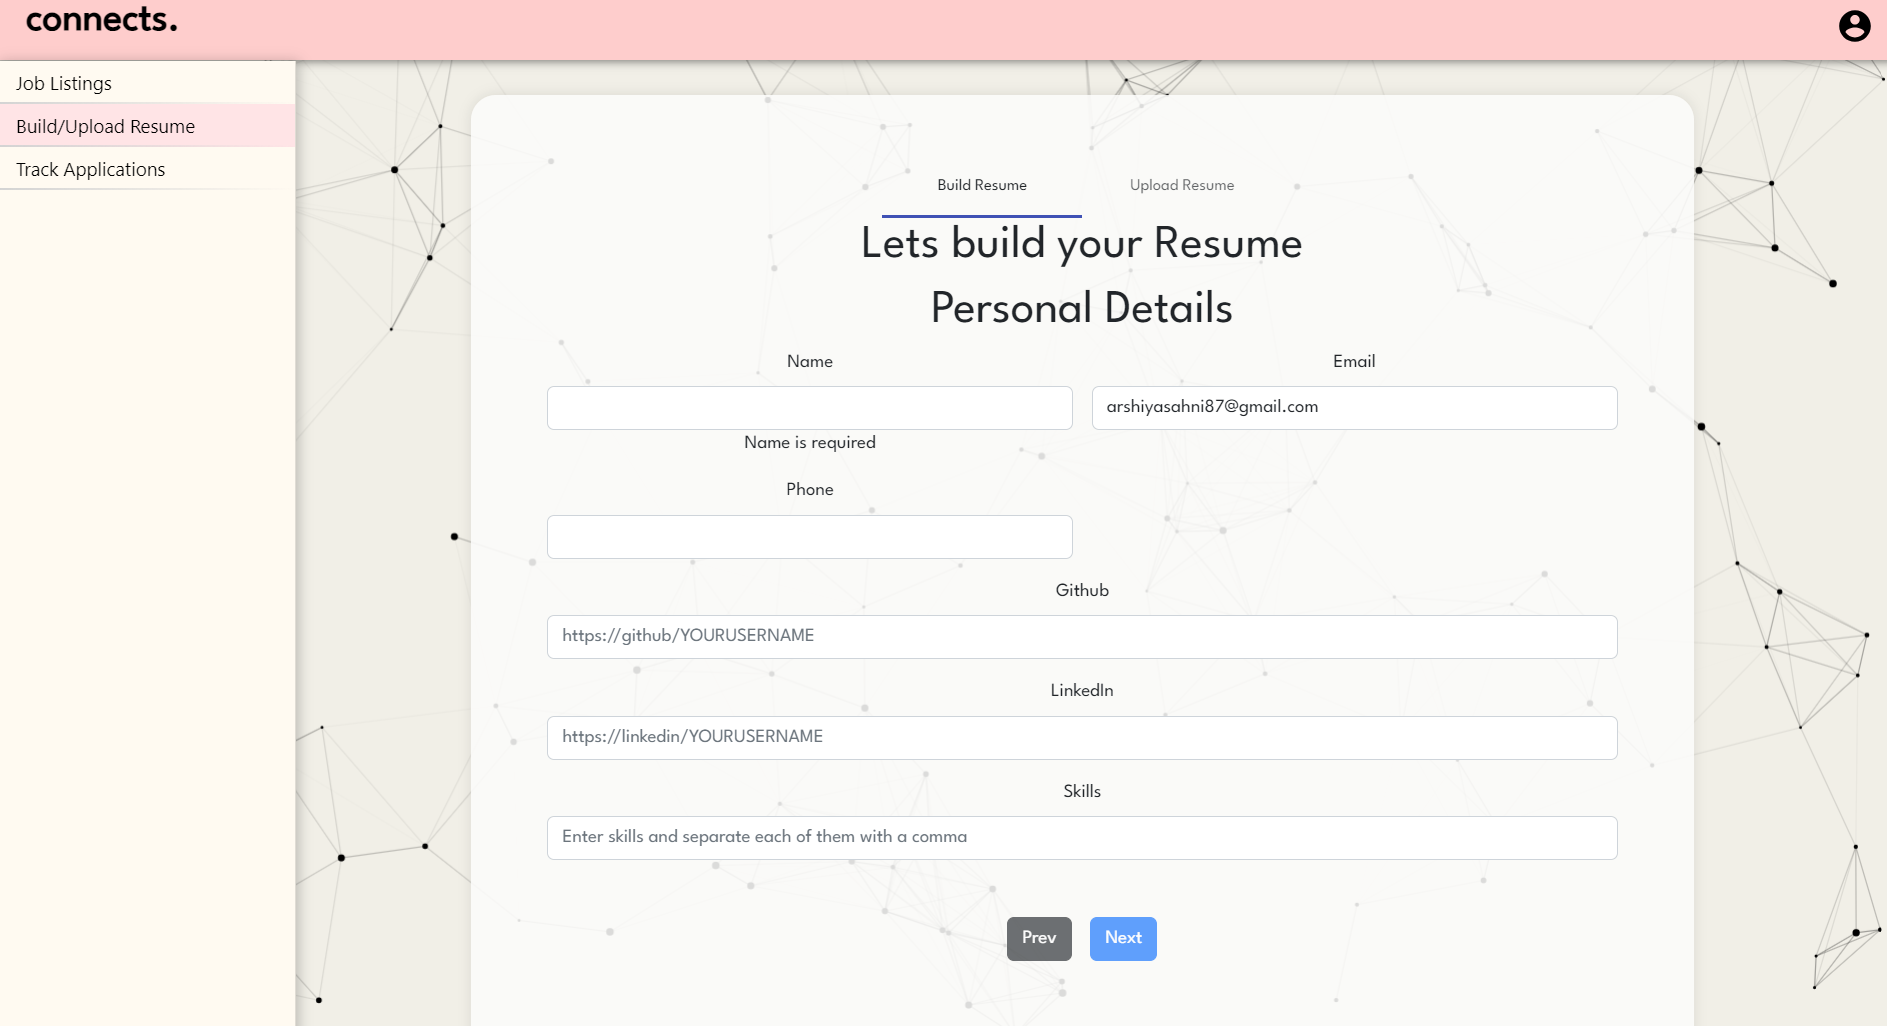 connects.
Job Listings
Build/Upload Resume
Track Applications
Build Resume
Upload Resume
Lets build your Resume
Personal Details
Name
Email
arshiyasahni87@gmail.com
Name is required
Phone
Github
https://github/YOURUSERNAME
LinkedIn
https://linkedin/YOURUSERNAME
Skills
Enter skills and separate each of them with a comma
Prev
Next